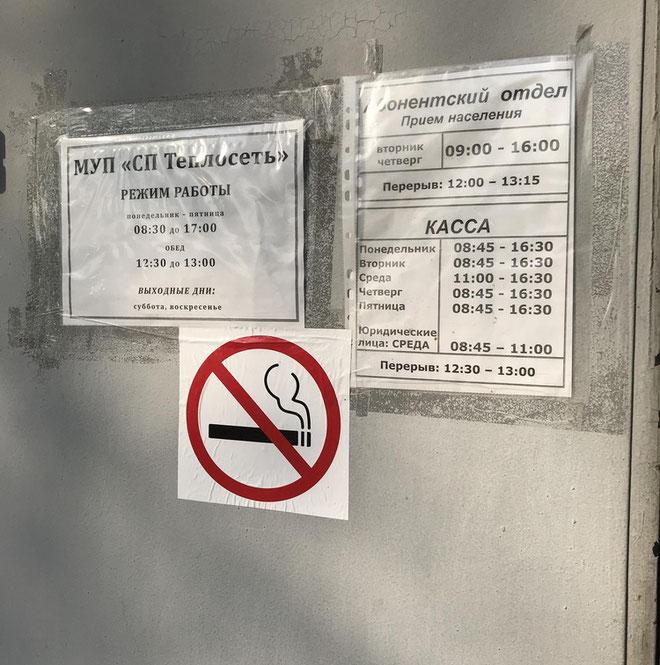 МУП «СП Теплосеть»
РЕЖИМ РАБОТЫ
понедельник - пятница
08:30 до 17:00
ОБЕД
12:30 до 13:00
ВЫХОДНЫЕ ДНИ:
суббота, воскресенье
Абонентский отдел
Прием населения
вторник
четверг 09:00 - 16:00
Перерыв: 12:00 – 13:15
КАССА
Понедельник 08:45 - 16:30
Вторник 08:45 - 16:30
Среда 11:00 - 16:30
Четверг 08:45 - 16:30
Пятница 08:45 - 16:30
Юридические
лица: СРЕДА 08:45 – 11:00
Перерыв: 12:30 – 13:00